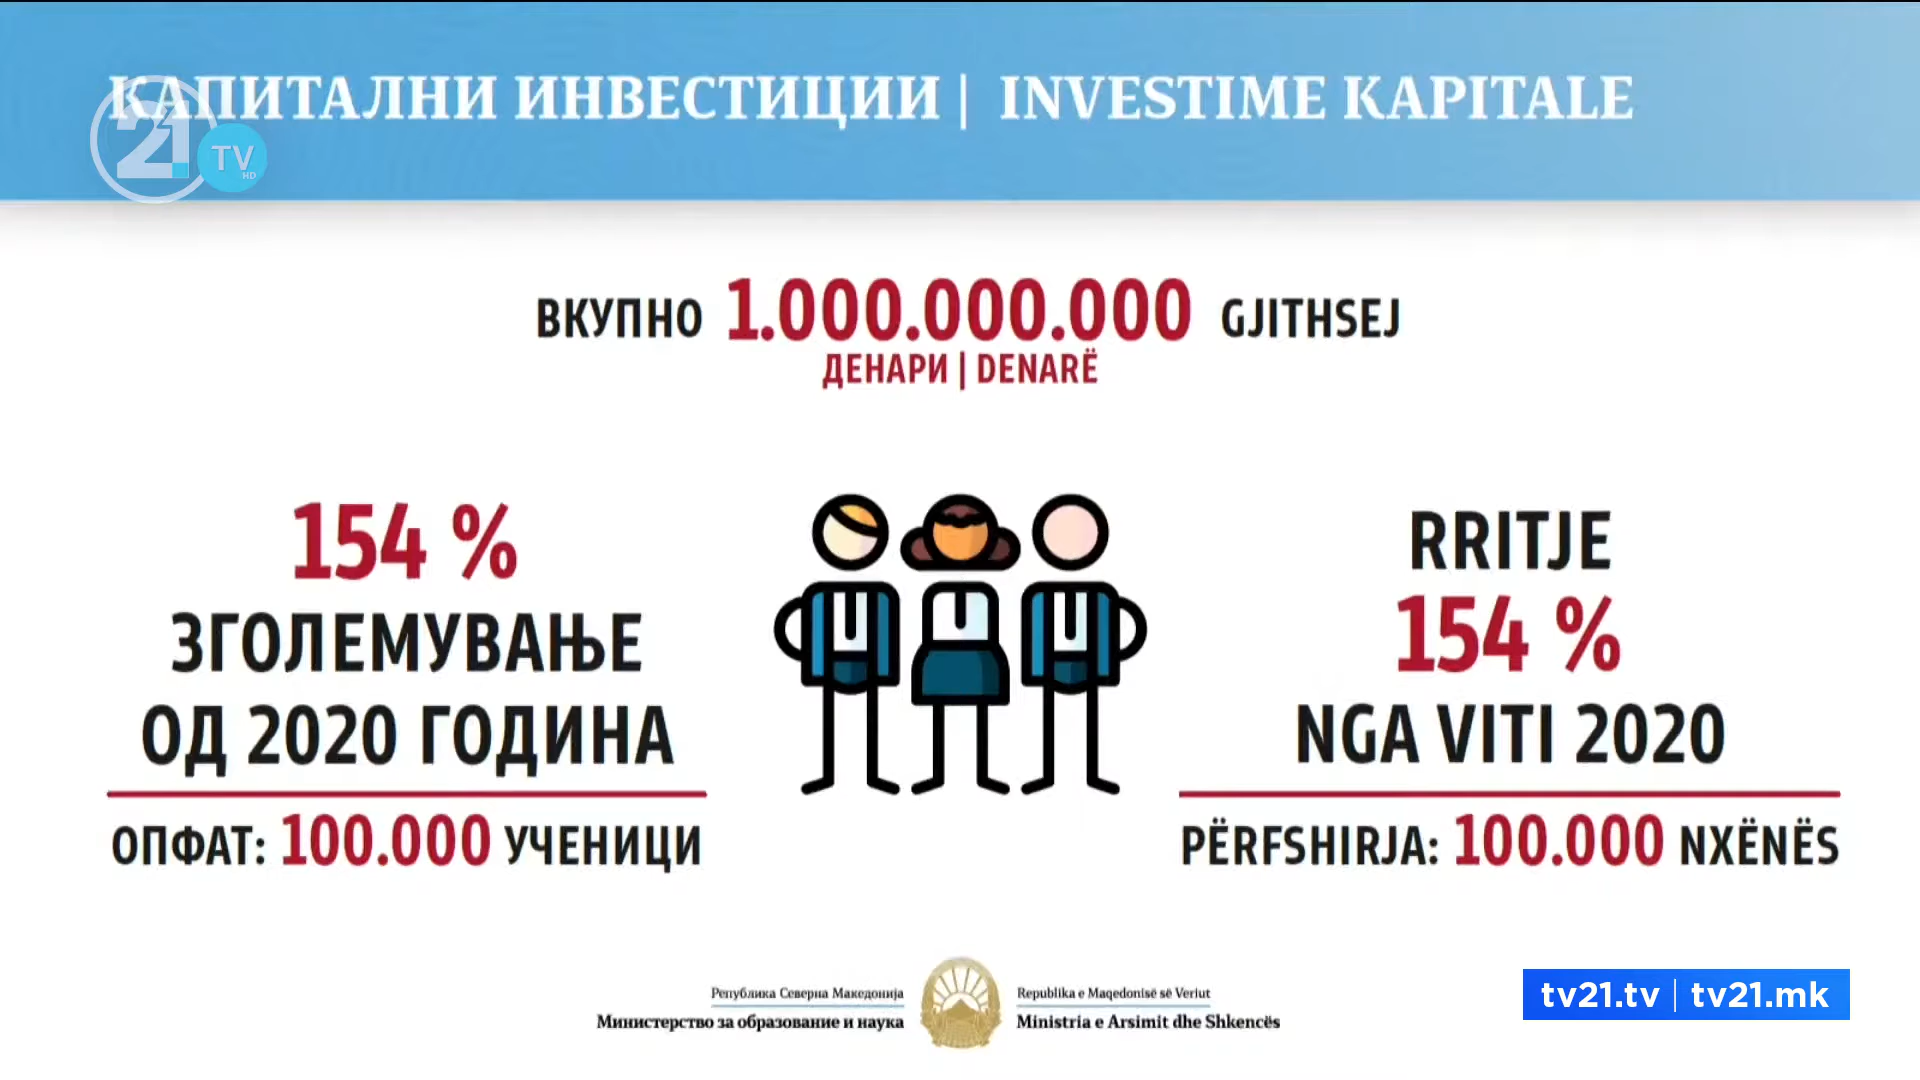 КАПИТАЛНИ ИНВЕСТИЦИИ | INVESTIME KAPITALE
21 TV HD
ВКУПНО 1.000.000.000 GJITHSEJ
ДЕНАРИ | DENARË
154 %
ЗГОЛЕМУВАЊЕ
ОД 2020 ГОДИНА
ОПФАТ: 100.000 УЧЕНИЦИ
RRITJE
154 %
NGA VITI 2020
PËRFSHIRJA: 100.000 NXËNËS
Република Северна Македонија
Министерство за образование и наука
Republika e Maqedonisë së Veriut
Ministria e Arsimit dhe Shkencës
tv21.tv | tv21.mk